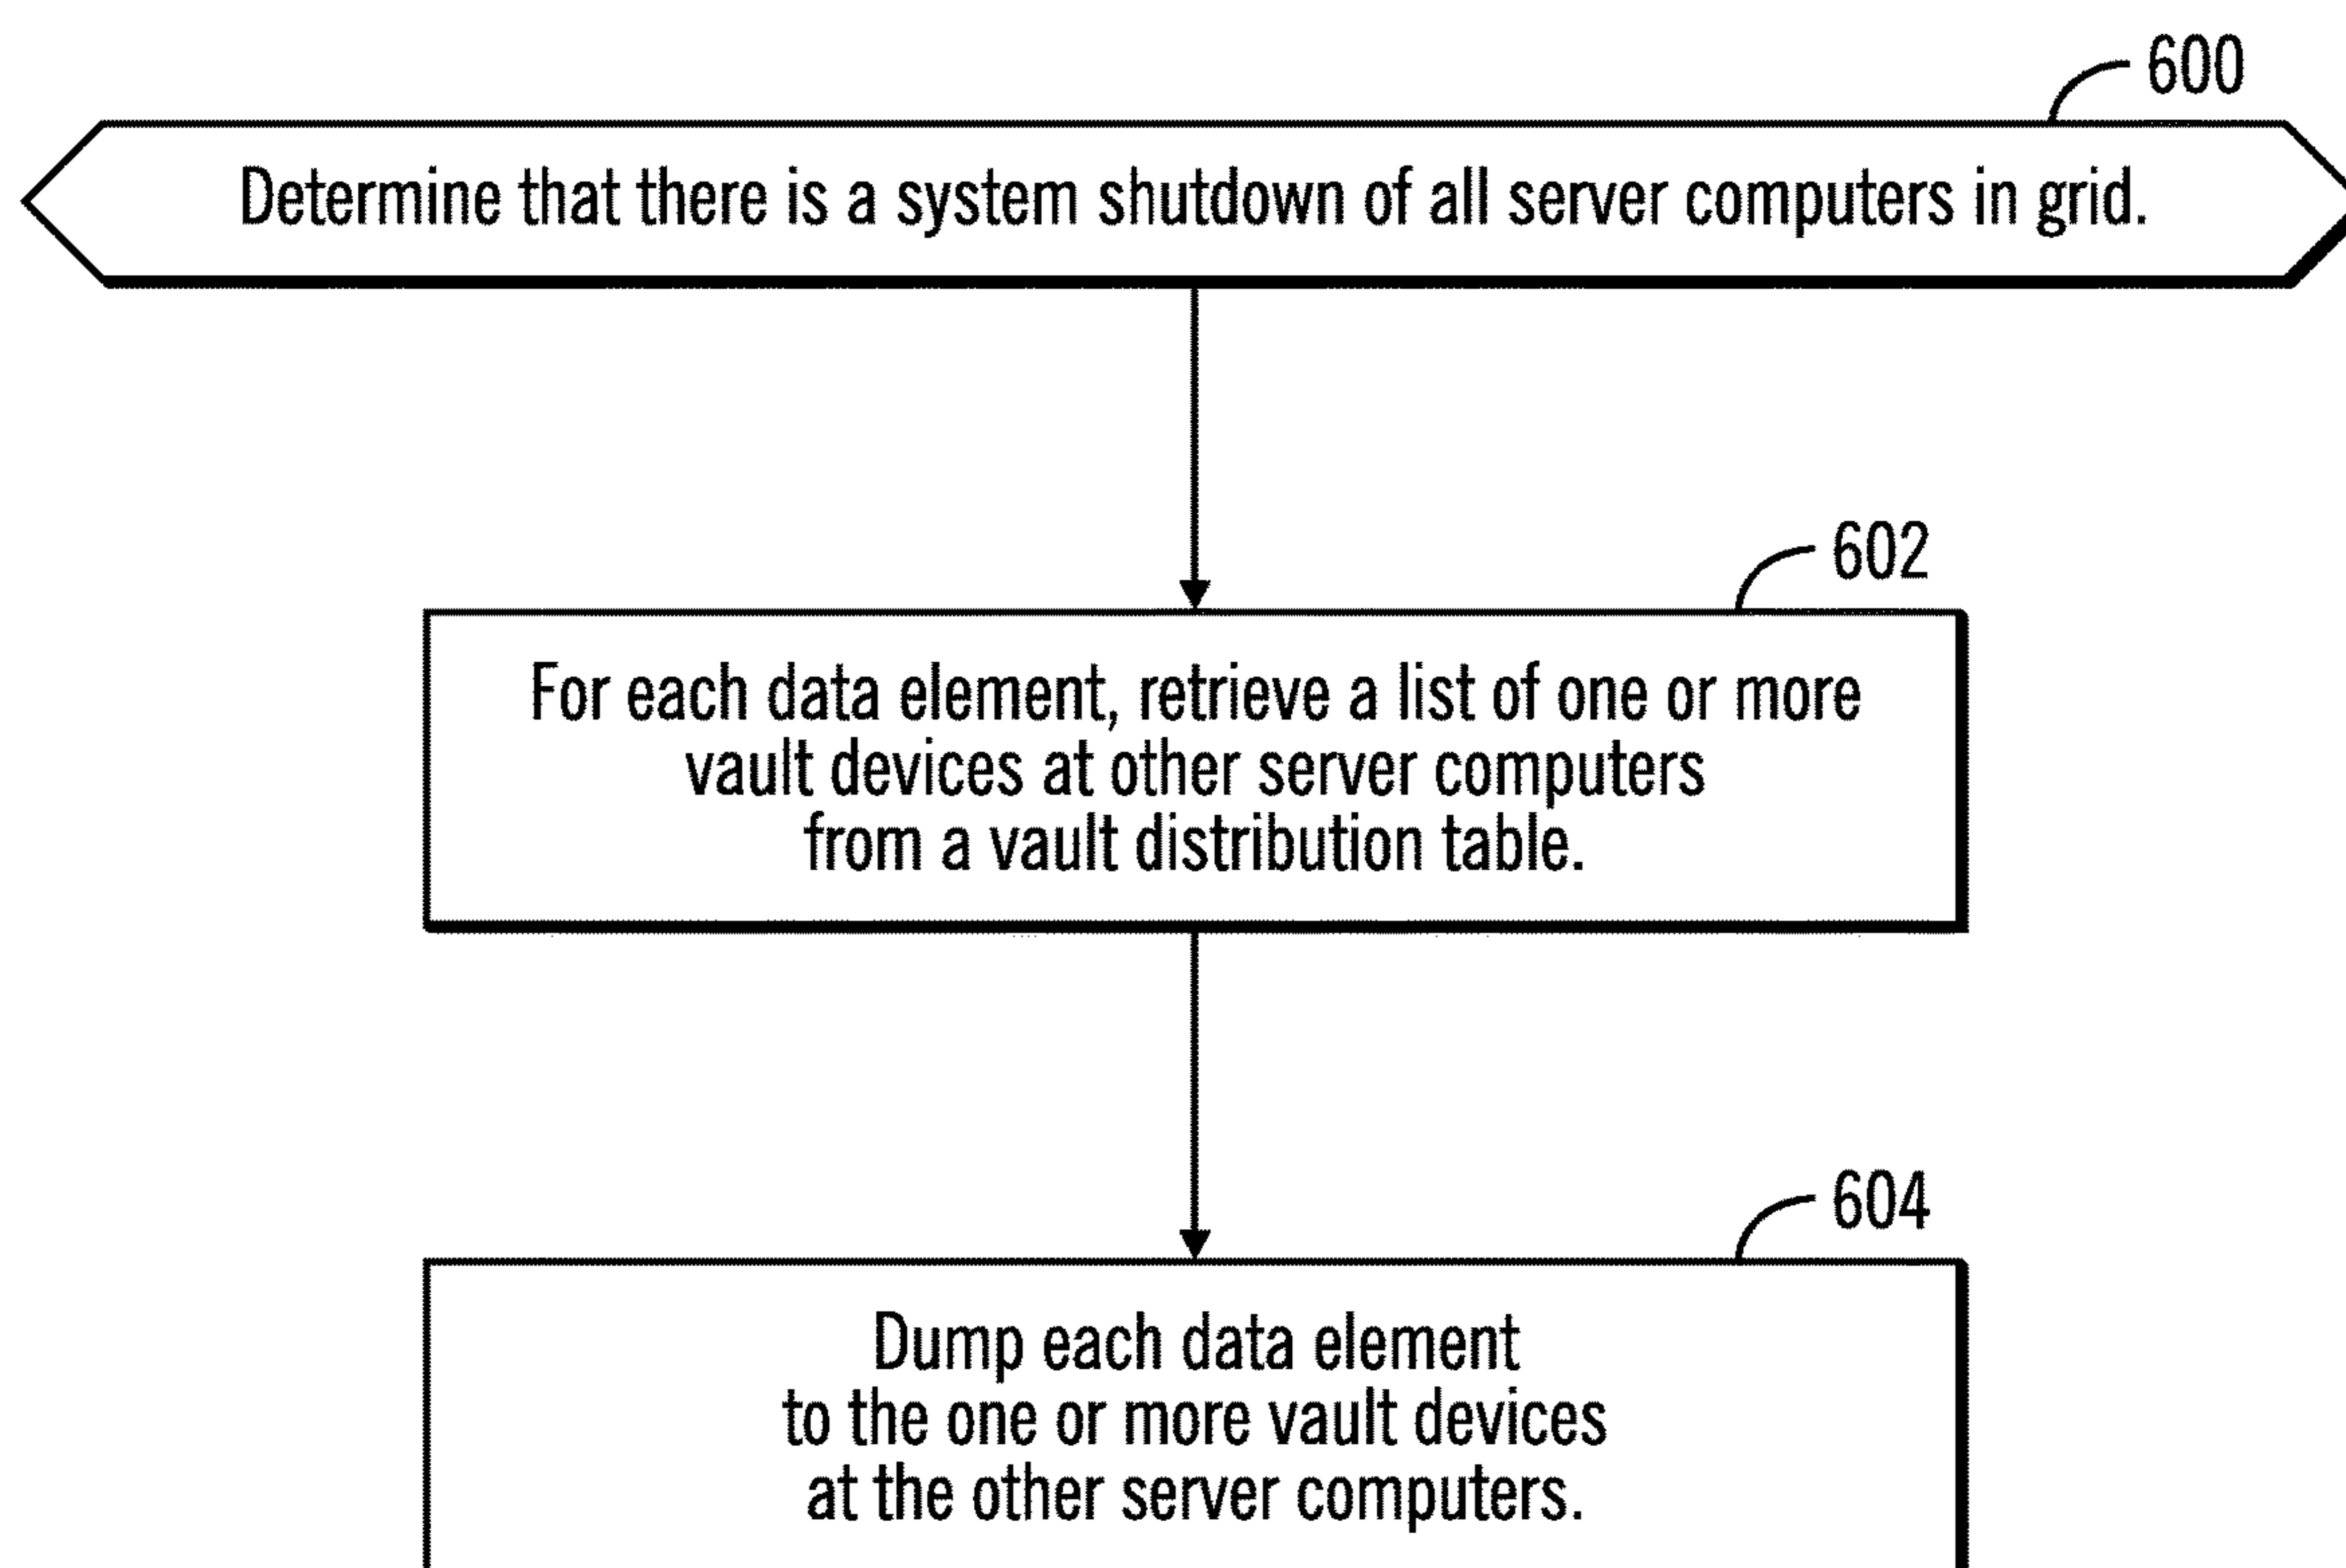 600
Determine that there is a system shutdown of all server computers in grid.
602
For each data element, retrieve a list of one or more
vault devices at other server computers
from a vault distribution table.
604
Dump each data element
to the one or more vault devices
at the other server computers.